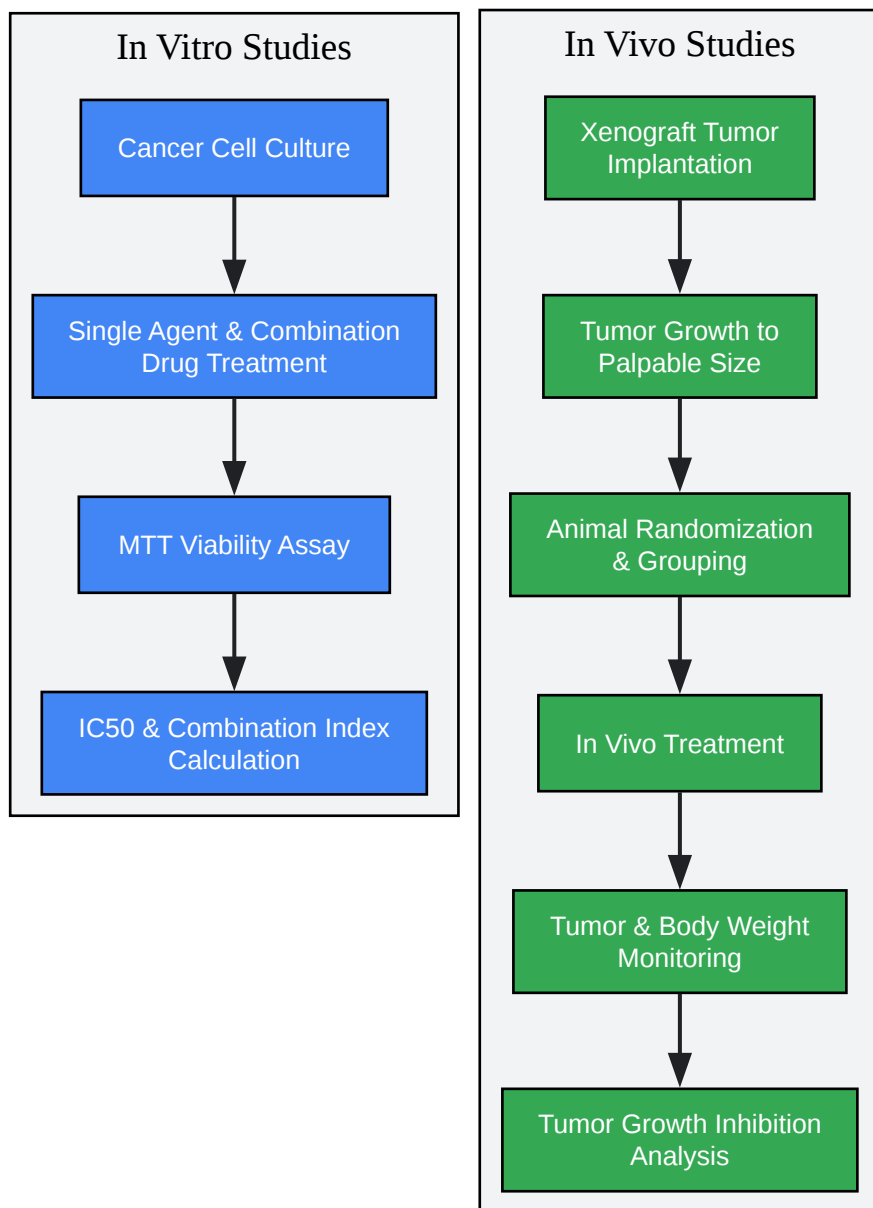 In Vitro Studies
Cancer Cell Culture
Single Agent & Combination
Drug Treatment
MTT Viability Assay
IC50 & Combination Index
Calculation
In Vivo Studies
Xenograft Tumor
Implantation
Tumor Growth to
Palpable Size
Animal Randomization
& Grouping
In Vivo Treatment
Tumor & Body Weight
Monitoring
Tumor Growth Inhibition
Analysis